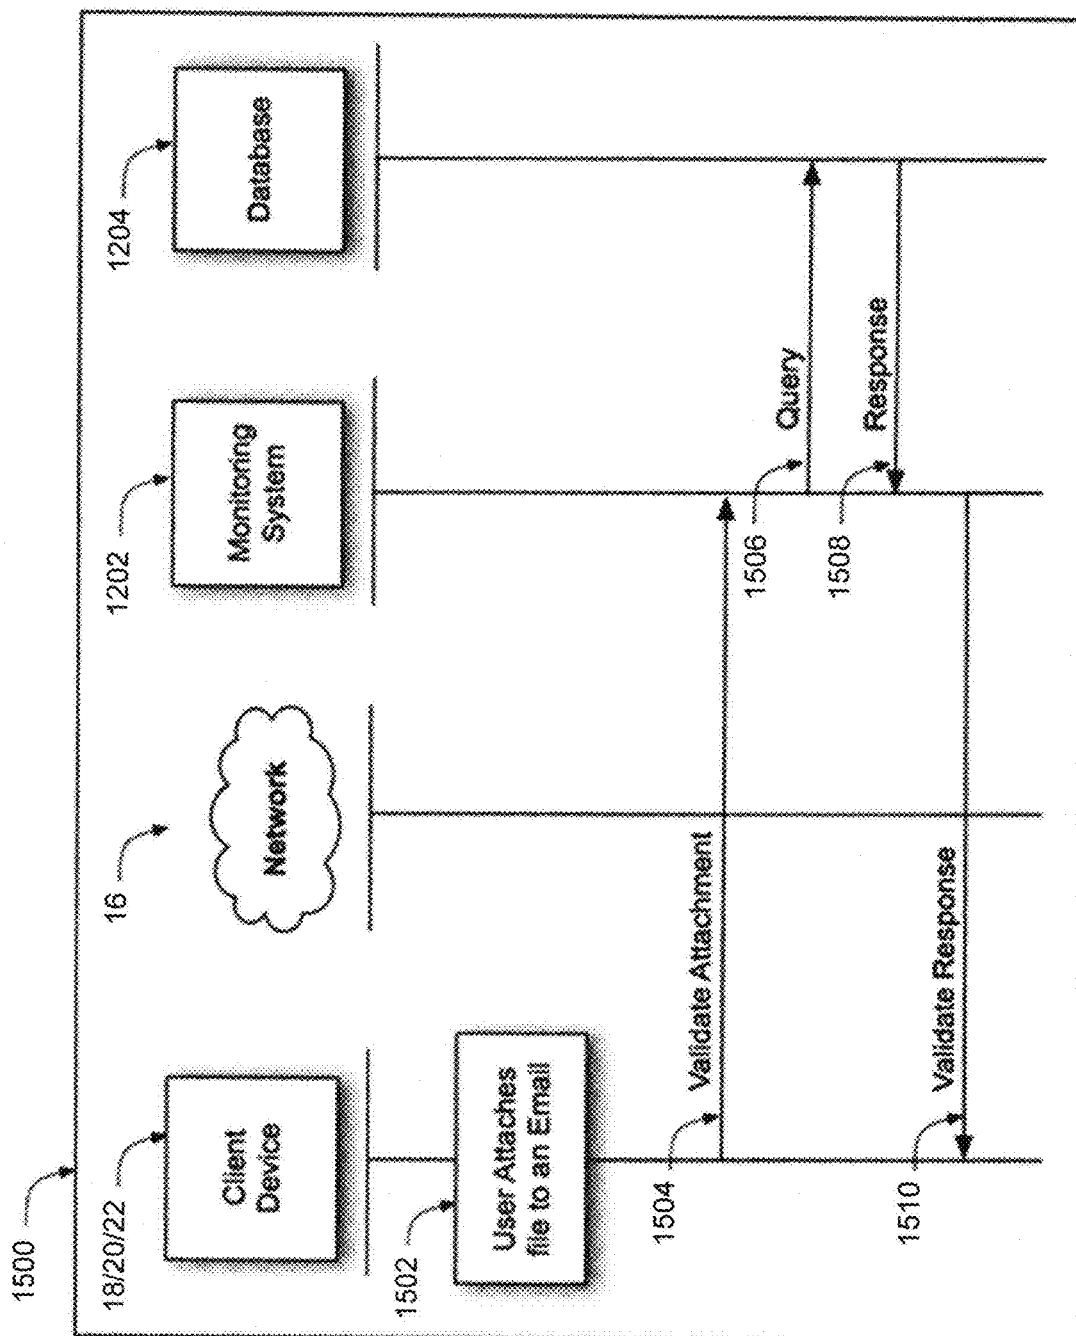 1500
18/20/22
Client
Device
16
Network
1202
Monitoring
System
1204
Database
1502
User Attaches
file to an Email
1504
Validate Attachment
1506
Query
1508
Response
1510
Validate Response